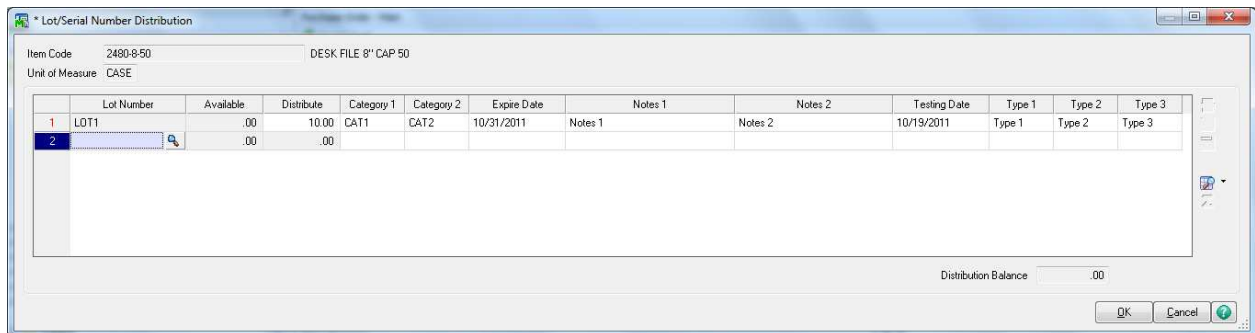 * Lot/Serial Number Distribution
Item Code 2480-8-50 DESK FILE 8" CAP 50
Unit of Measure CASE
Lot Number Available Distribute Category 1 Category 2 Expire Date Notes 1 Notes 2 Testing Date Type 1 Type 2 Type 3
1 LOT1 .00 10.00 CAT1 CAT2 10/31/2011 Notes 1 Notes 2 10/19/2011 Type 1 Type 2 Type 3
2 .00 .00
Distribution Balance .00
OK Cancel